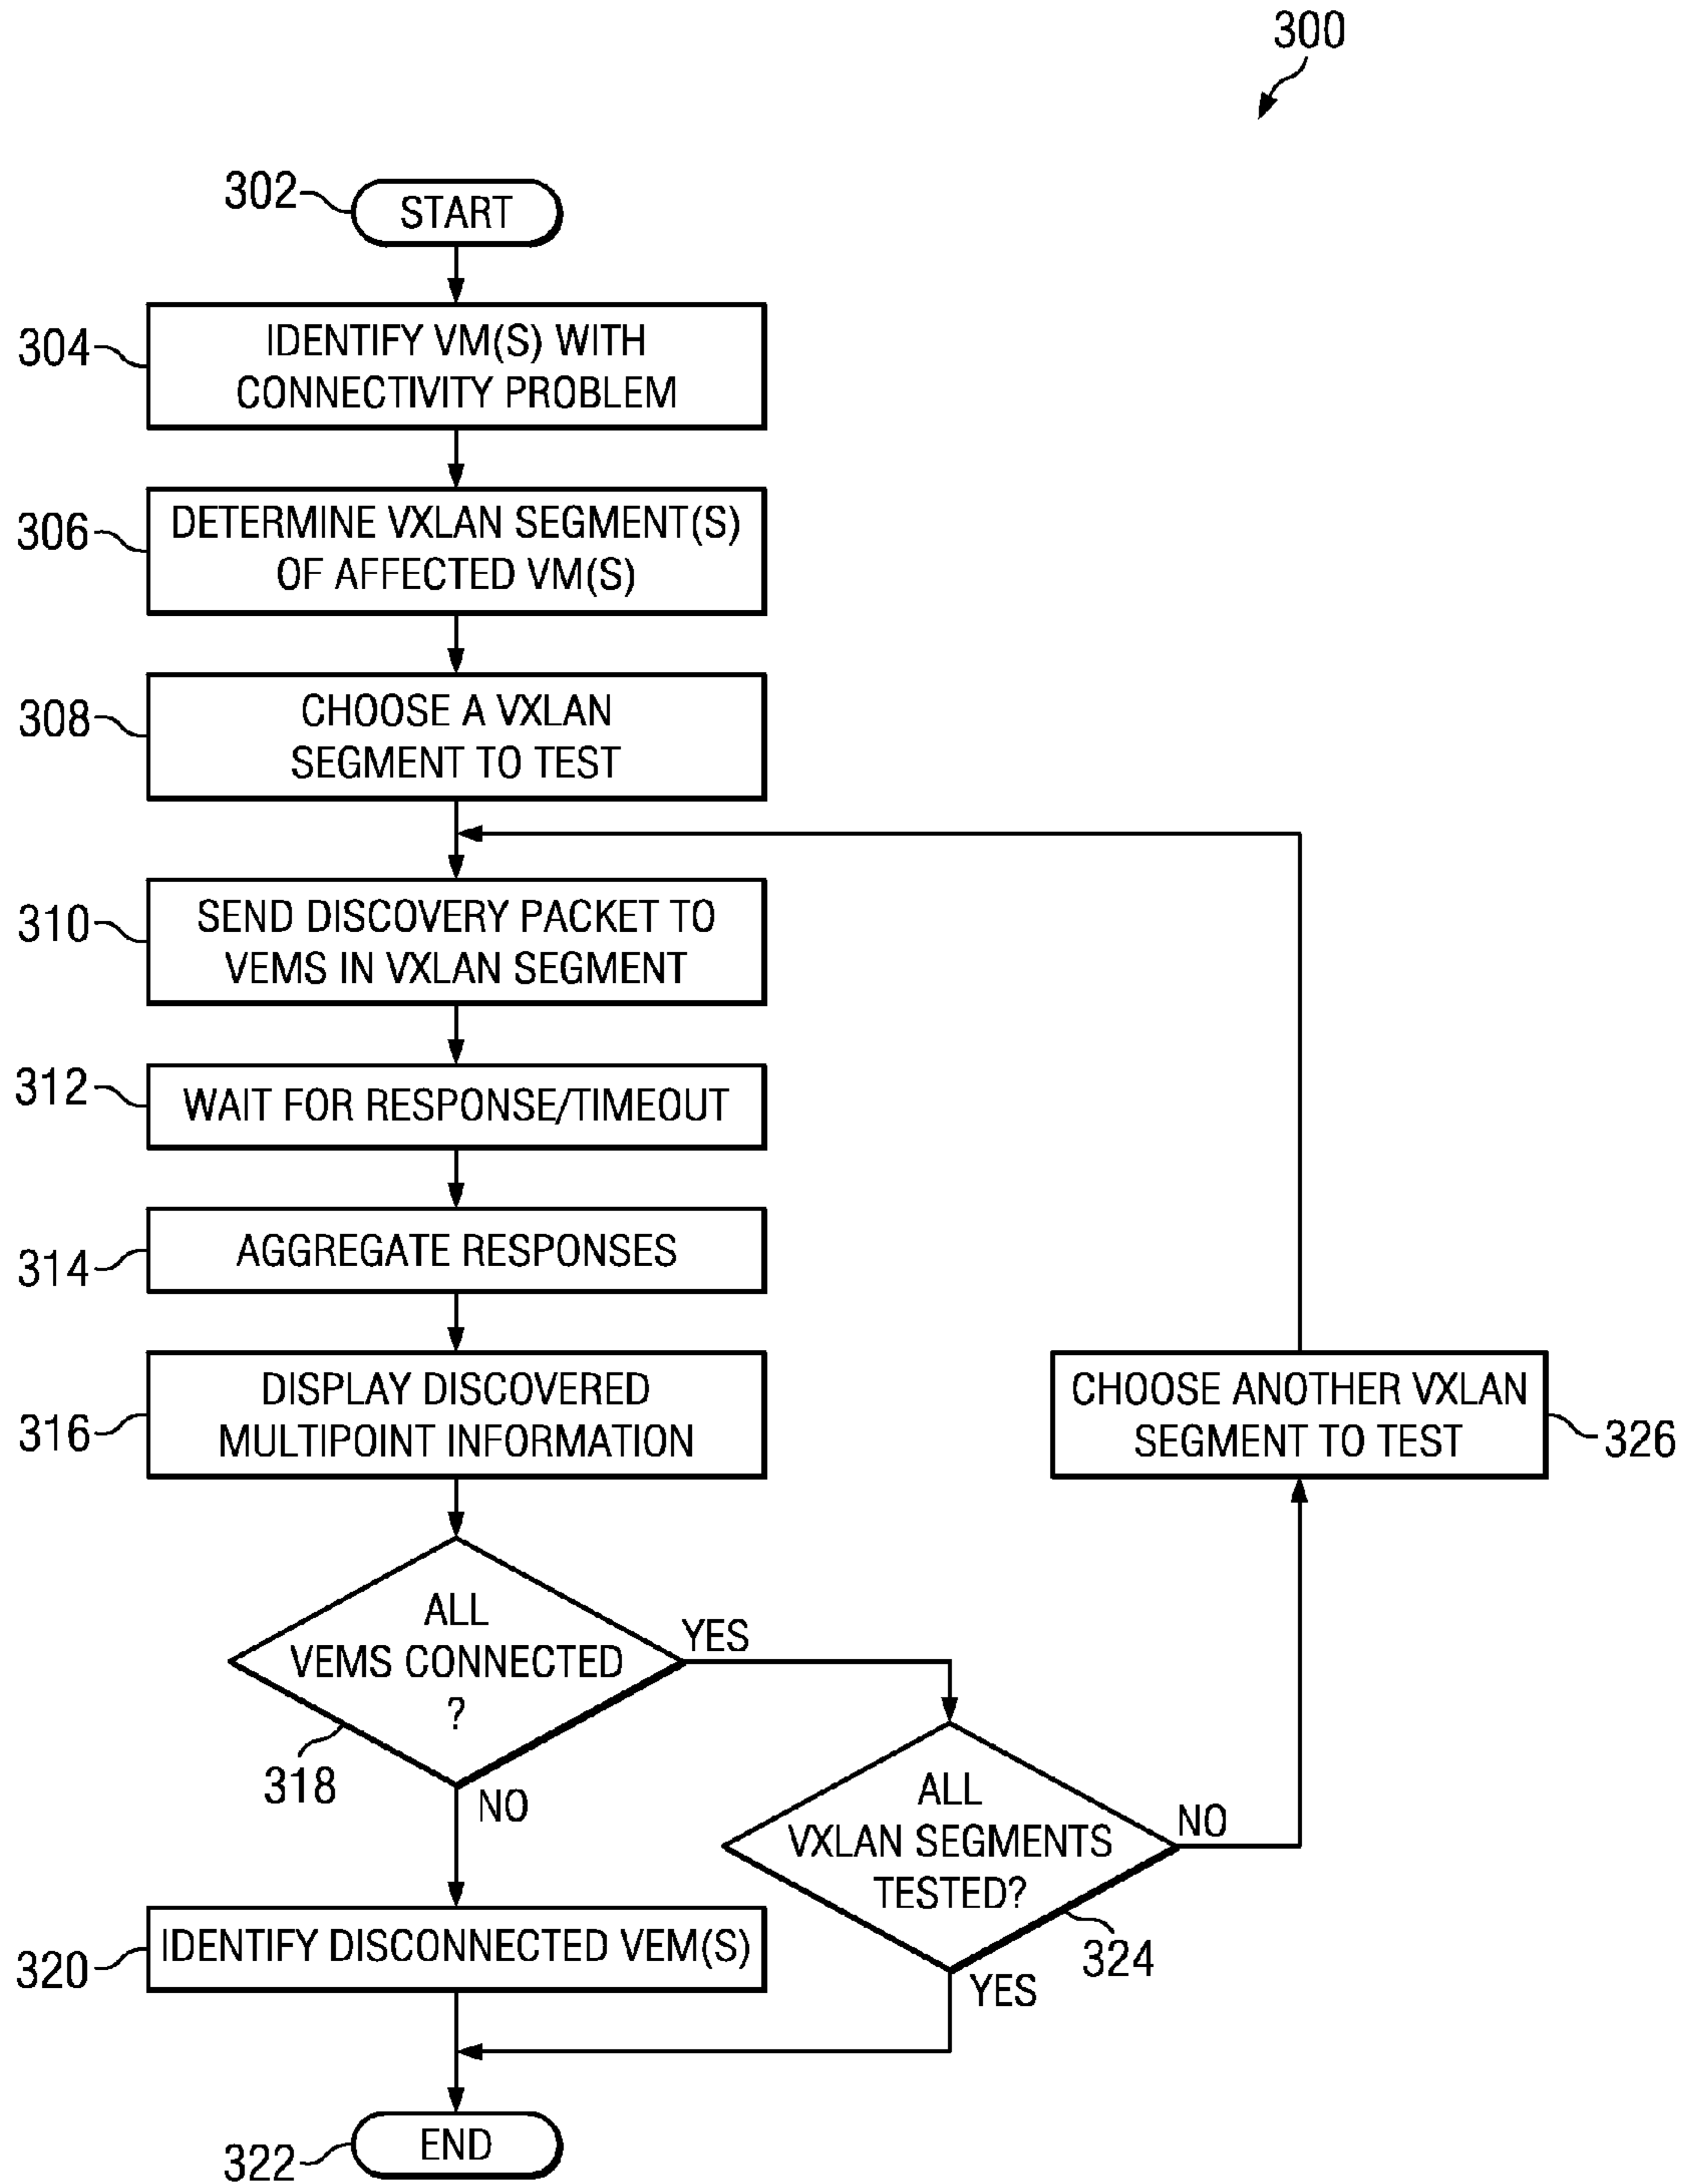 300
302
START
304
IDENTIFY VM(S) WITH
CONNECTIVITY PROBLEM
306
DETERMINE VXLAN SEGMENT(S)
OF AFFECTED VM(S)
308
CHOOSE A VXLAN
SEGMENT TO TEST
310
SEND DISCOVERY PACKET TO
VEMS IN VXLAN SEGMENT
312
WAIT FOR RESPONSE/TIMEOUT
314
AGGREGATE RESPONSES
316
DISPLAY DISCOVERED
MULTIPOINT INFORMATION
CHOOSE ANOTHER VXLAN
SEGMENT TO TEST
326
ALL
VEMS CONNECTED
?
YES
318
NO
ALL
VXLAN SEGMENTS
TESTED?
NO
324
YES
320
IDENTIFY DISCONNECTED VEM(S)
322
END